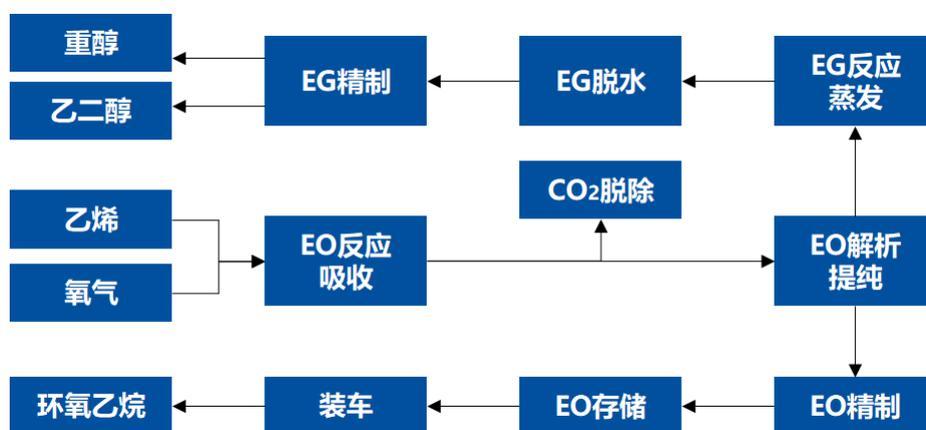 重醇
EG精制
EG脱水
EG反应
蒸发
乙二醇
CO₂脱除
乙烯
EO反应
吸收
EO解析
提纯
氧气
环氧乙烷
装车
EO存储
EO精制